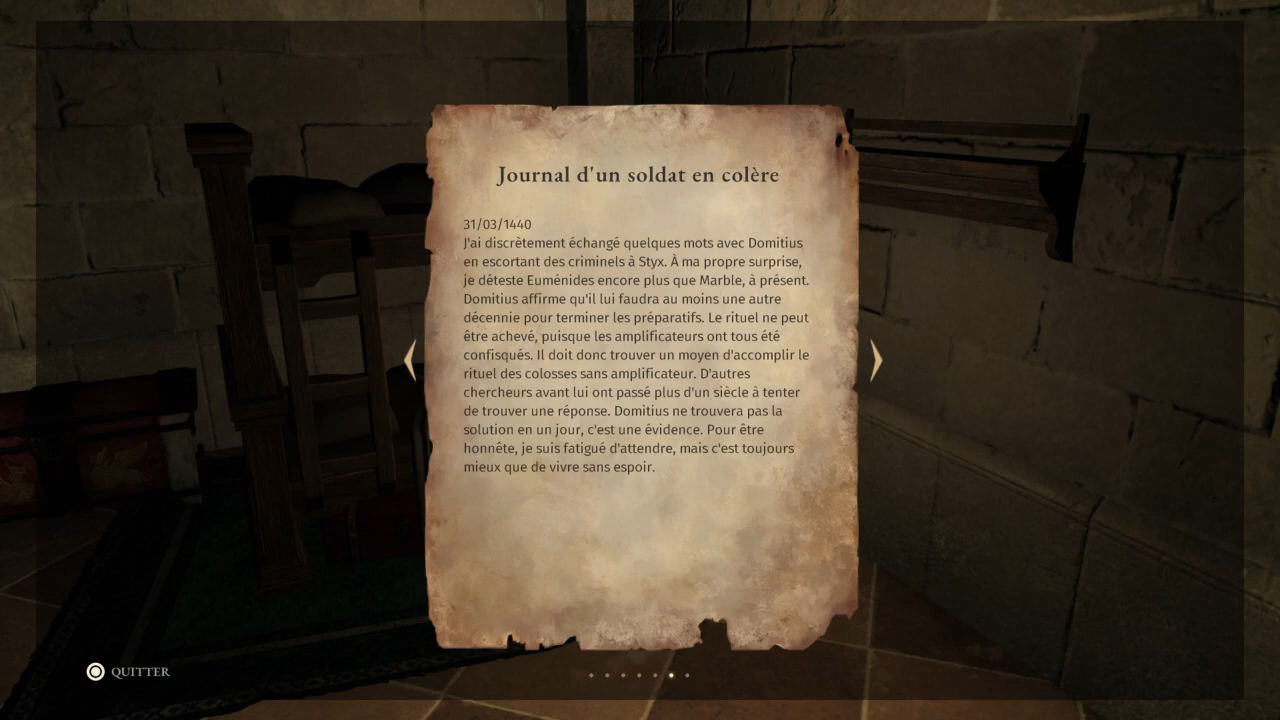 Journal d'un soldat en colère
31/03/1440
J'ai discrètement échangé quelques mots avec Domitius
en escortant des criminels à Styx. À ma propre surprise,
je déteste Euménides encore plus que Marble, à présent.
Domitius affirme qu'il lui faudra au moins une autre
décennie pour terminer les préparatifs. Le rituel ne peut
être achevé, puisque les amplificateurs ont tous été
confisqués. Il doit donc trouver un moyen d'accomplir le
rituel des colosses sans amplificateur. D'autres
chercheurs avant lui ont passé plus d'un siècle à tenter
de trouver une réponse. Domitius ne trouvera pas la
solution en un jour, c'est une évidence. Pour être
honnête, je suis fatigué d'attendre, mais c'est toujours
mieux que de vivre sans espoir.
QUITTER